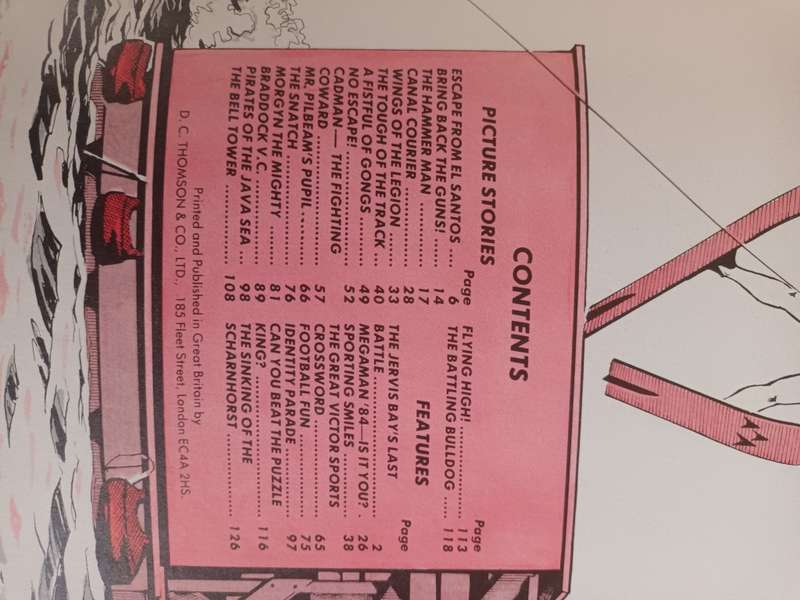 CONTENTS
PICTURE STORIES
Page
ESCAPE FROM EL SANTOS ..... 6
BRING BACK THE GUNS! ........ 14
THE HAMMER MAN ............. 17
CANAL COURIER ................ 28
WINGS OF THE LEGION ........ 33
THE TOUGH OF THE TRACK .... 40
A FISTFUL OF GONGS .......... 49
NO ESCAPE! .................... 52
CADMAN— THE FIGHTING
COWARD ..................... 57
MR. PILBEAM'S PUPIL ........... 66
THE SNATCH .................... 76
MORGYN THE MIGHTY ........ 81
BRADDOCK V.C. ................ 89
PIRATES OF THE JAVA SEA ... 98
THE BELL TOWER .............. 108
Page
FLYING HIGH! .................. 113
THE BATTLING BULLDOG ..... 118
FEATURES
Page
THE JERVIS BAY'S LAST
BATTLE ........................ 2
MEGAMAN '84—IS IT YOU? . 26
SPORTING SMILES .............. 38
THE GREAT VICTOR SPORTS
CROSSWORD .................. 65
FOOTBALL FUN ................ 75
IDENTITY PARADE ............. 97
CAN YOU BEAT THE PUZZLE
KING? ......................... 116
THE SINKING OF THE
SCHARNHORST ............... 126
Printed and Published in Great Britain by
D. C. THOMSON & CO., LTD., 185 Fleet Street, London EC4A 2HS.